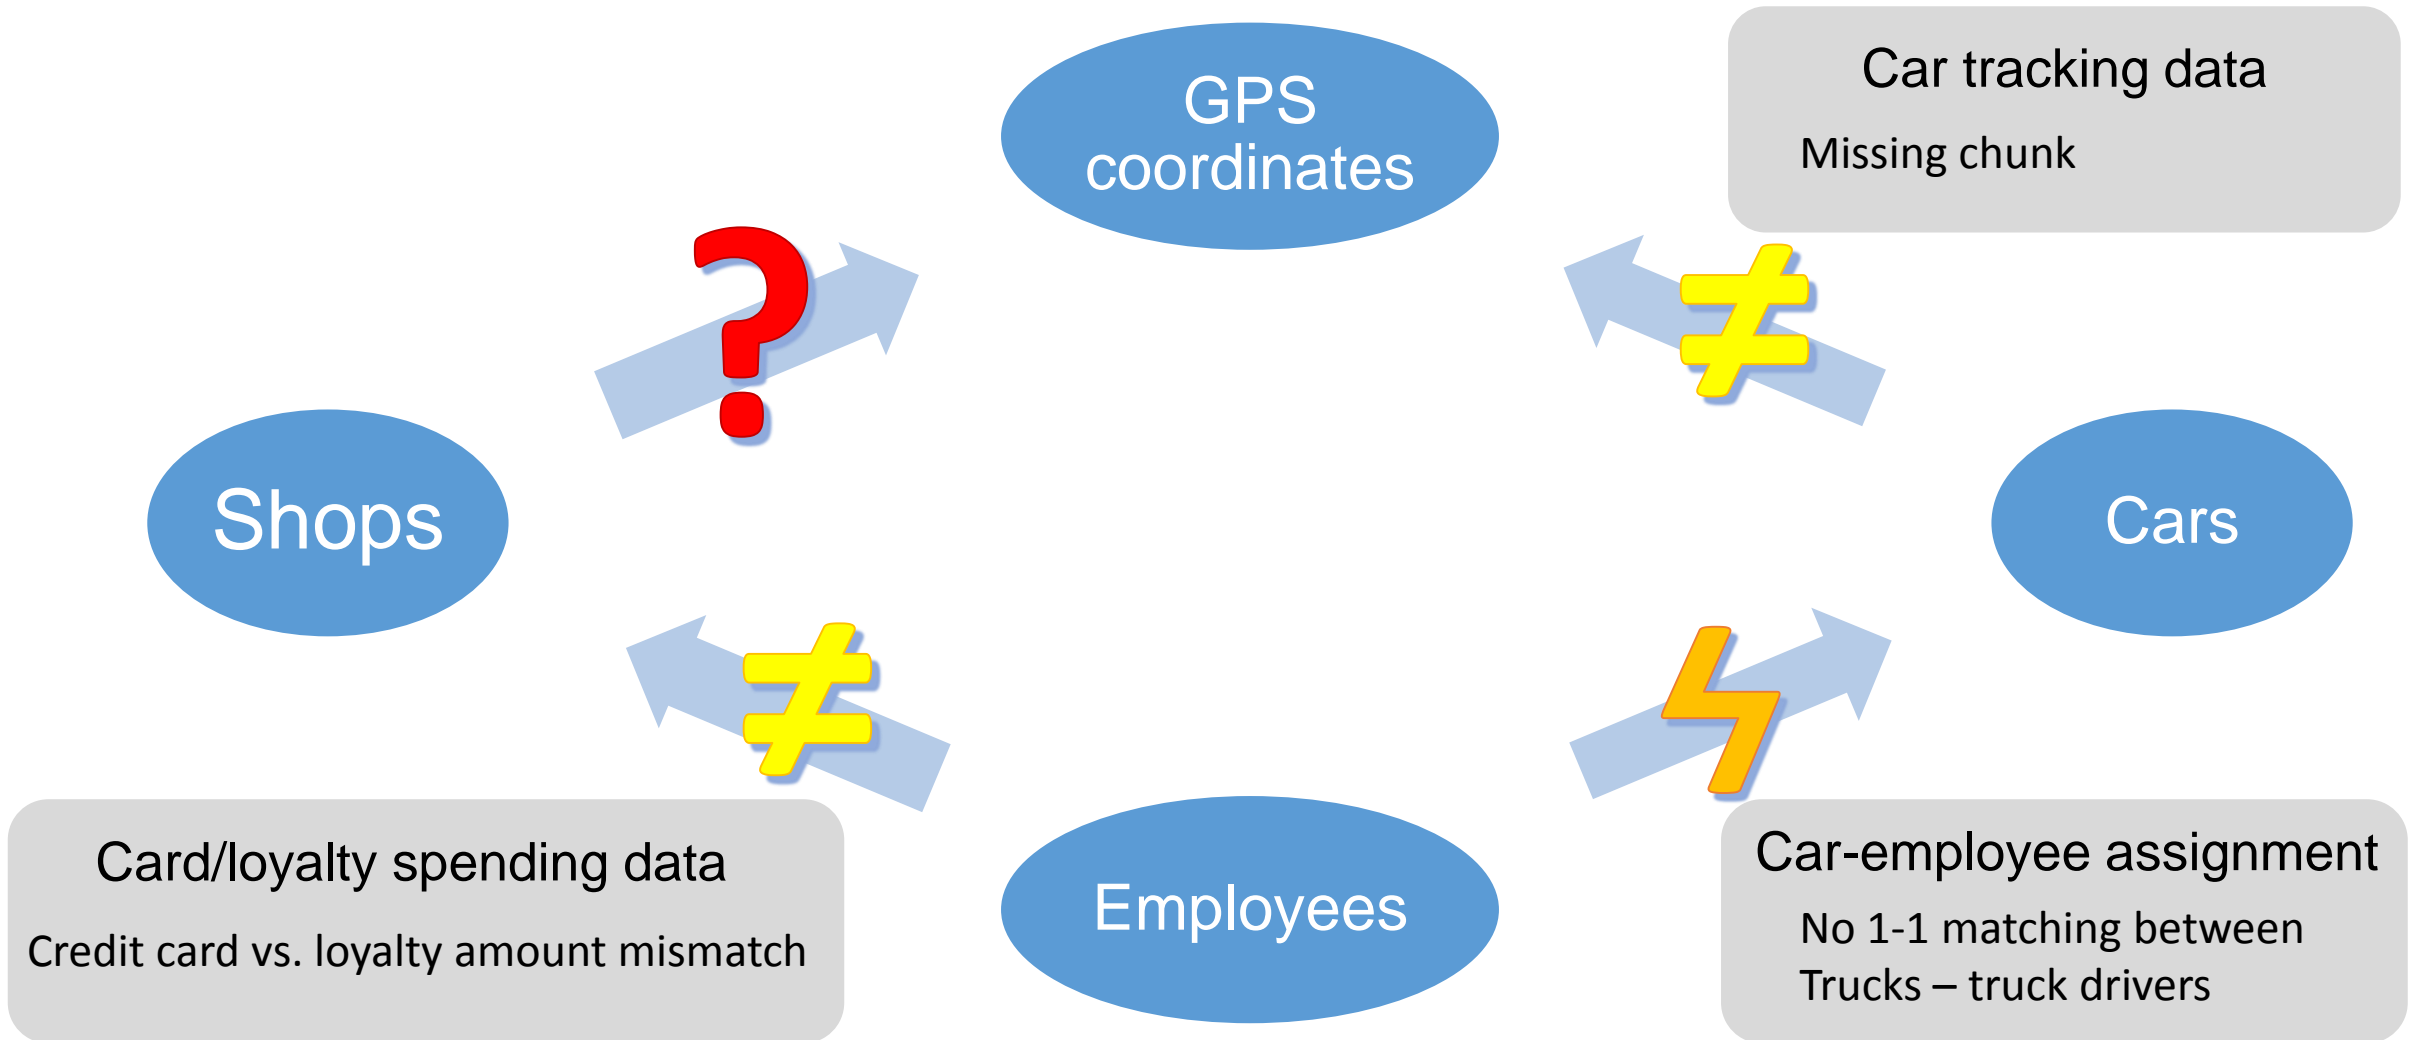 GPS
coordinates
Car tracking data
Missing chunk
?
≠
Shops
Cars
≠
Card/loyalty spending data
Credit card vs. loyalty amount mismatch
Employees
Car-employee assignment
No 1-1 matching between
Trucks – truck drivers